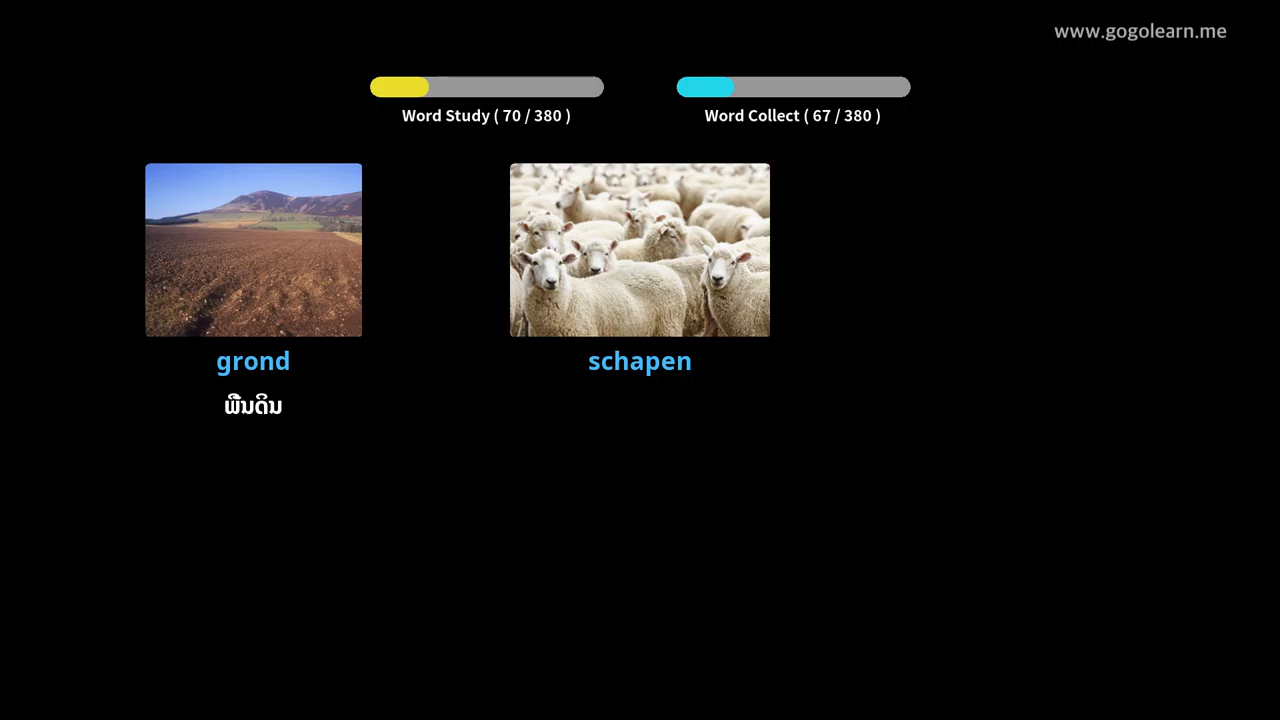 www.gogolearn.me
Word Study ( 70 / 380 )
Word Collect ( 67 / 380 )
grond
schapen
ພື້ນດິນ